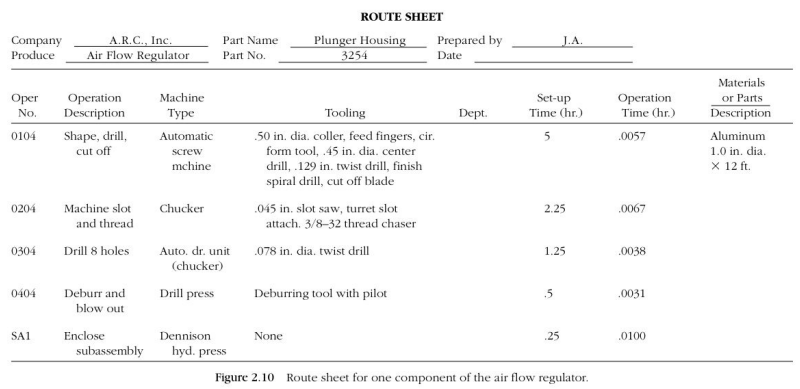 ROUTE SHEET
Company A.R.C., Inc. Part Name Plunger Housing Prepared by J.A.
Produce Air Flow Regulator Part No. 3254 Date
Materials
Oper Operation Machine Set-up Operation or Parts
No. Description Type Tooling Dept. Time (hr.) Time (hr.) Description
0104 Shape, drill, Automatic .50 in. dia. coller, feed fingers, cir. 5 .0057 Aluminum
cut off screw form tool, .45 in. dia. center 1.0 in. dia.
mchine drill, .129 in. twist drill, finish × 12 ft.
spiral drill, cut off blade
0204 Machine slot Chucker .045 in. slot saw, turret slot 2.25 .0067
and thread attach. 3/8–32 thread chaser
0304 Drill 8 holes Auto. dr. unit .078 in. dia. twist drill 1.25 .0038
(chucker)
0404 Deburr and Drill press Deburring tool with pilot .5 .0031
blow out
SA1 Enclose Dennison None .25 .0100
subassembly hyd. press
Figure 2.10 Route sheet for one component of the air flow regulator.